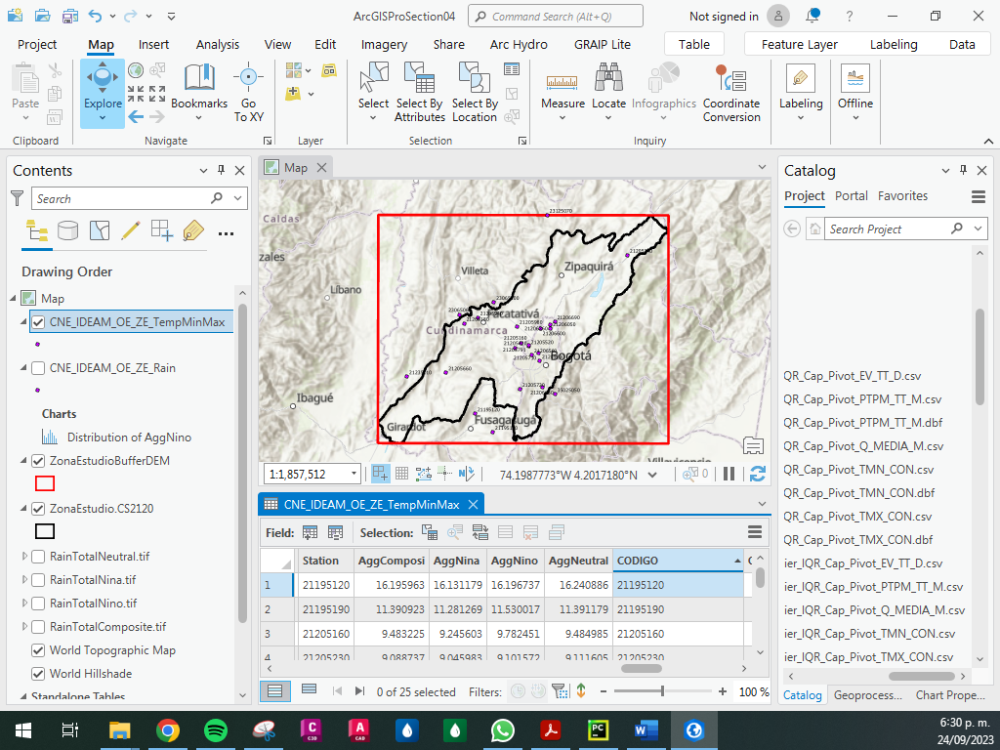 ArcGISProSection04
Command Search (Alt+Q)
Not signed in
Project
Map
Insert
Analysis
View
Edit
Imagery
Share
Arc Hydro
GRAIP Lite
Table
Feature Layer
Labeling
Data
Paste
Explore
Bookmarks
Go
To XY
Select
Select By
Attributes
Select By
Location
Measure
Locate
Infographics
Coordinate
Conversion
Labeling
Offline
Clipboard
Navigate
Layer
Selection
Inquiry
Contents
Search
Drawing Order
Map
CNE_IDEAM_OE_ZE_TempMinMax
CNE_IDEAM_OE_ZE_Rain
Charts
Distribution of AggNino
ZonaEstudioBufferDEM
ZonaEstudio.CS2120
RainTotalNeutral.tif
RainTotalNina.tif
RainTotalNino.tif
RainTotalComposite.tif
World Topographic Map
World Hillshade
Standalone Tables
Map
Caldas
zales
Líbano
Ibagué
Villeta
Zipaquirá
Facatativá
Cundinamarca
Bogotá
Fusagasugá
Girardot
Villavicencio
23125070
21206690
21206050
21206600
21205520
21205660
21195120
1:1,857,512
74.1987773°W 4.2017180°N
0
CNE_IDEAM_OE_ZE_TempMinMax
Field:
Selection:
Station AggComposi AggNina AggNino AggNeutral CODIGO
1 21195120 16.195963 16.131179 16.196737 16.240886 21195120
2 21195190 11.390923 11.281269 11.530017 11.391179 21195190
3 21205160 9.483225 9.245603 9.782451 9.484985 21205160
4 21205230 9.088737 9.045983 9.101572 9.111605 21205230
0 of 25 selected
Filters:
100 %
Catalog
Project
Portal
Favorites
Search Project
QR_Cap_Pivot_EV_TT_D.csv
QR_Cap_Pivot_PTPM_TT_M.csv
QR_Cap_Pivot_PTPM_TT_M.dbf
QR_Cap_Pivot_Q_MEDIA_M.csv
QR_Cap_Pivot_TMN_CON.csv
QR_Cap_Pivot_TMN_CON.dbf
QR_Cap_Pivot_TMX_CON.csv
QR_Cap_Pivot_TMX_CON.dbf
ier_IQR_Cap_Pivot_EV_TT_D.csv
ier_IQR_Cap_Pivot_PTPM_TT_M.csv
ier_IQR_Cap_Pivot_Q_MEDIA_M.csv
ier_IQR_Cap_Pivot_TMN_CON.csv
ier_IQR_Cap_Pivot_TMX_CON.csv
Catalog
Geoprocess...
Chart Prope...
6:30 p. m.
24/09/2023